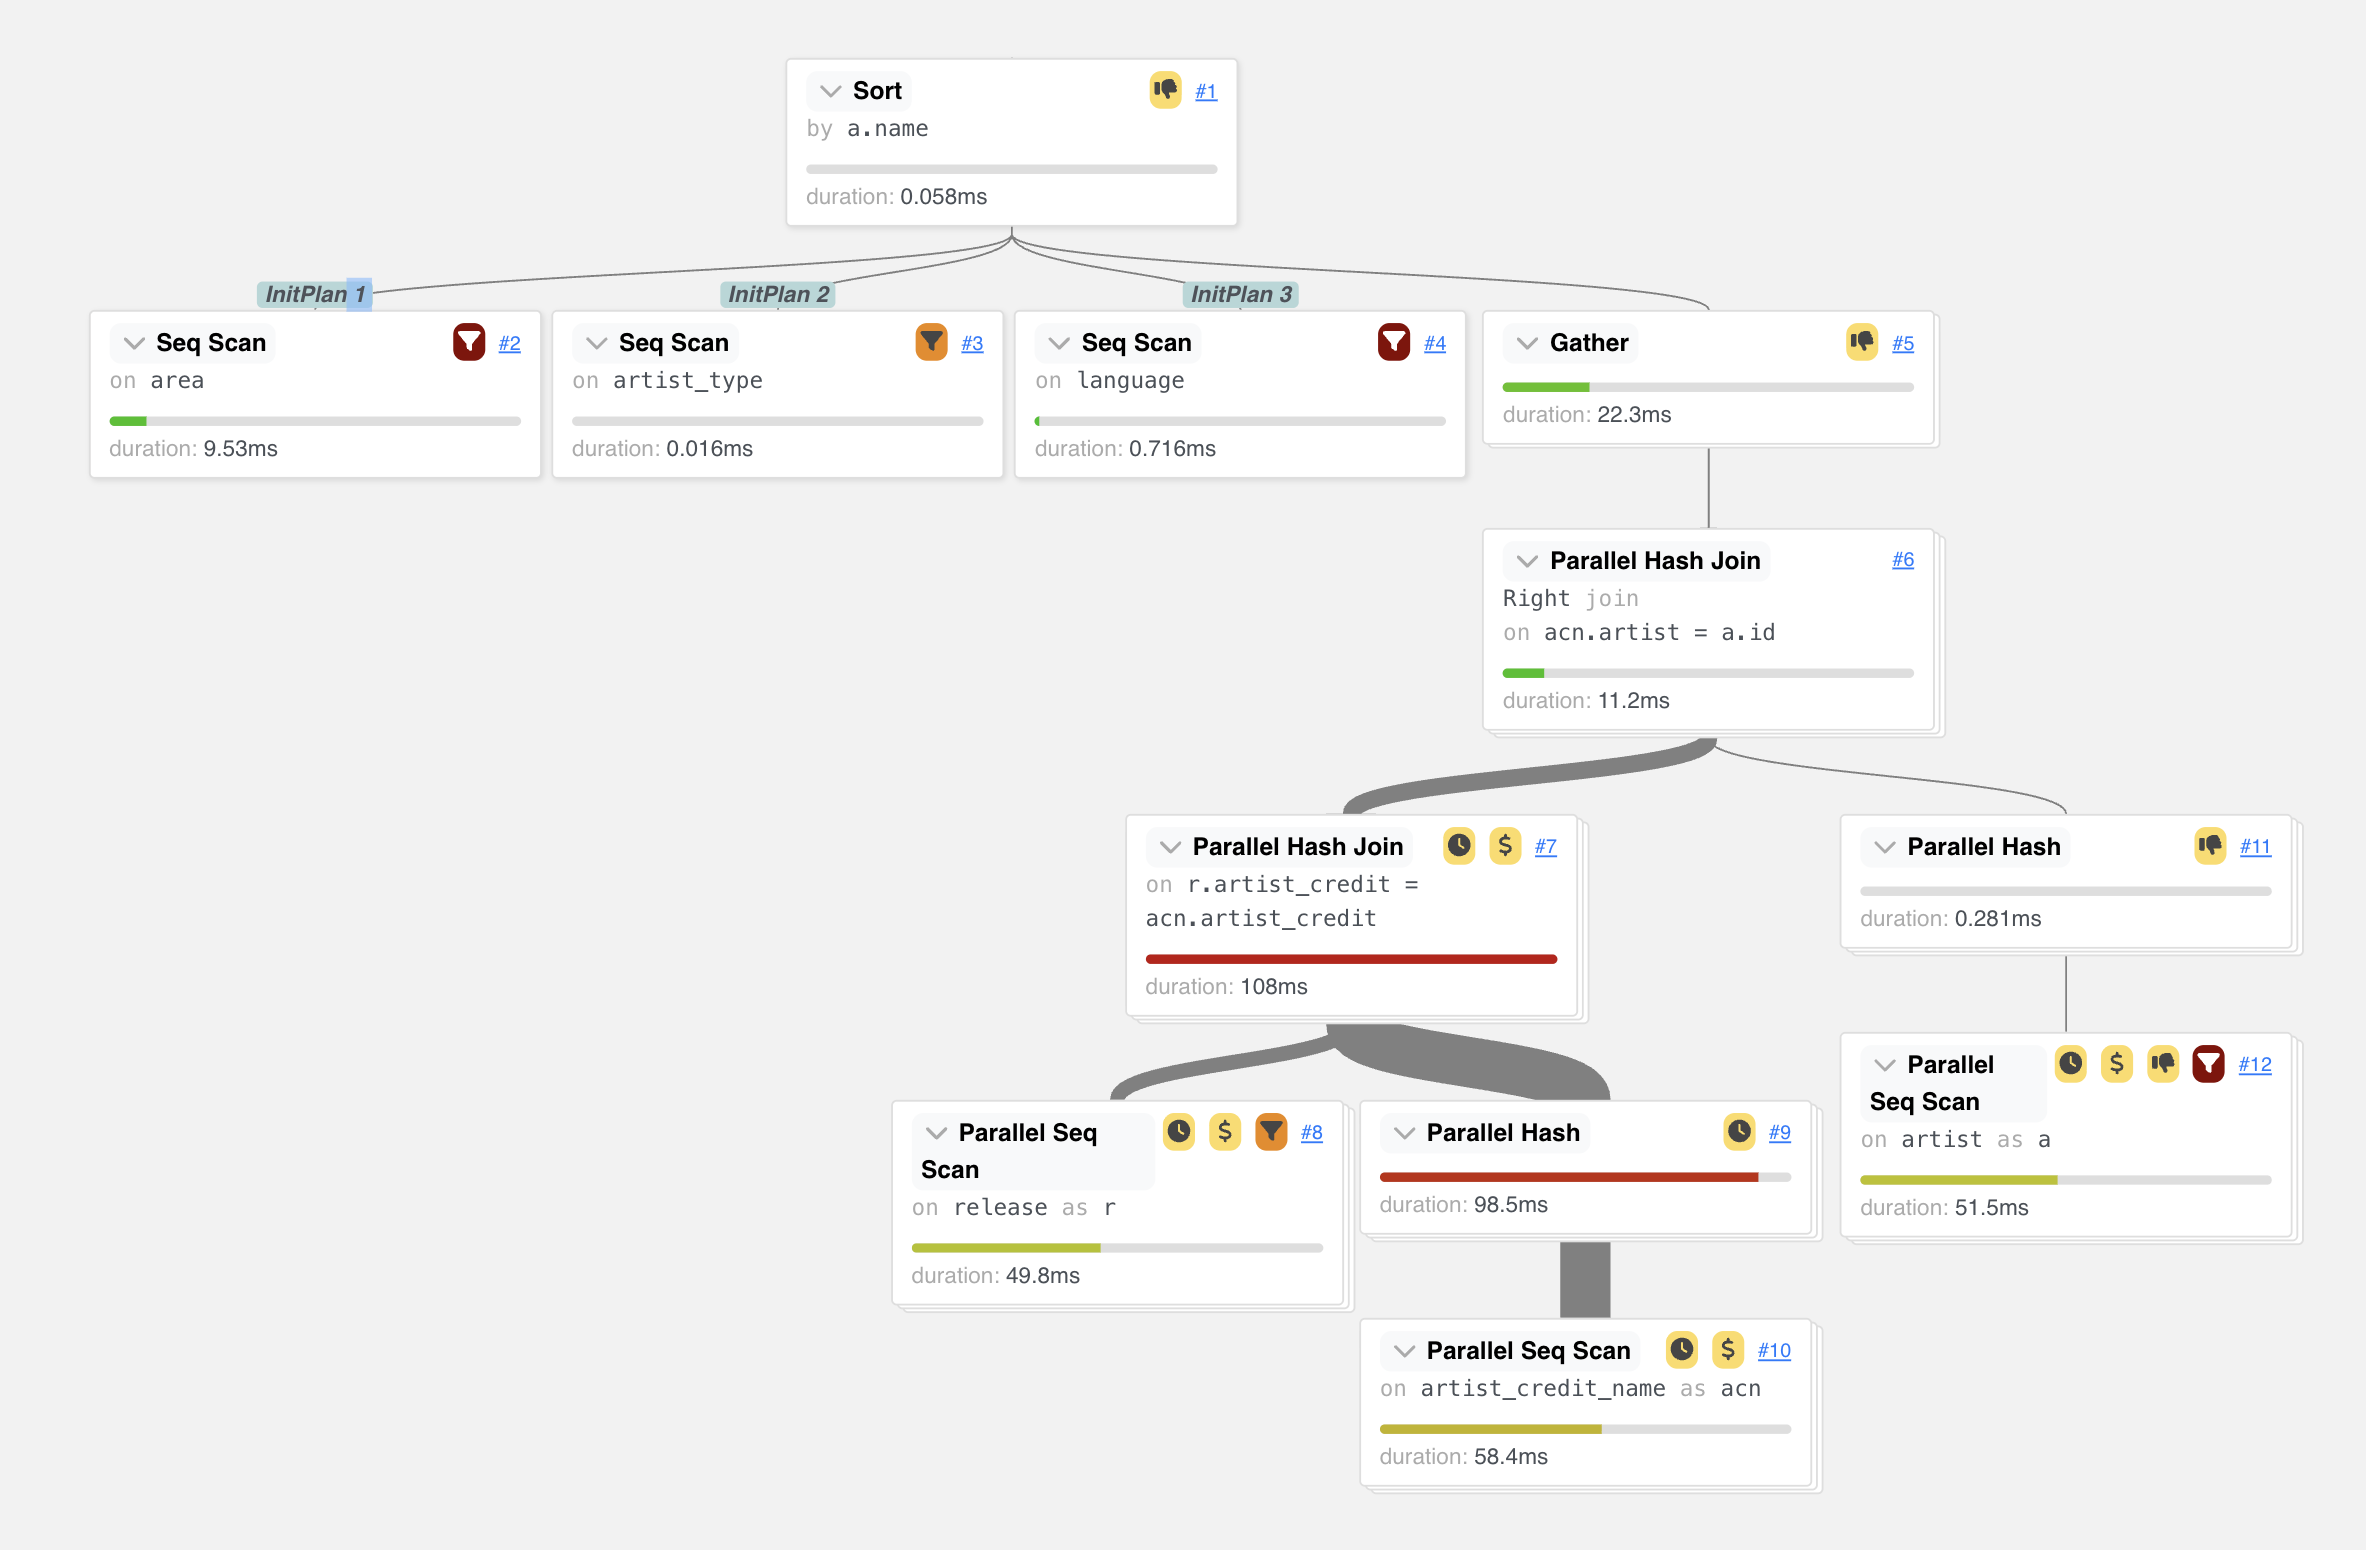 Sort
#1
by a.name
duration: 0.058ms
InitPlan 1
Seq Scan
#2
on area
duration: 9.53ms
InitPlan 2
Seq Scan
#3
on artist_type
duration: 0.016ms
InitPlan 3
Seq Scan
#4
on language
duration: 0.716ms
Gather
#5
duration: 22.3ms
Parallel Hash Join
#6
Right join
on acn.artist = a.id
duration: 11.2ms
Parallel Hash Join
$
#7
on r.artist_credit =
acn.artist_credit
duration: 108ms
Parallel Hash
#11
duration: 0.281ms
Parallel Seq
Scan
$
#8
on release as r
duration: 49.8ms
Parallel Hash
#9
duration: 98.5ms
Parallel
Seq Scan
$
#12
on artist as a
duration: 51.5ms
Parallel Seq Scan
$
#10
on artist_credit_name as acn
duration: 58.4ms